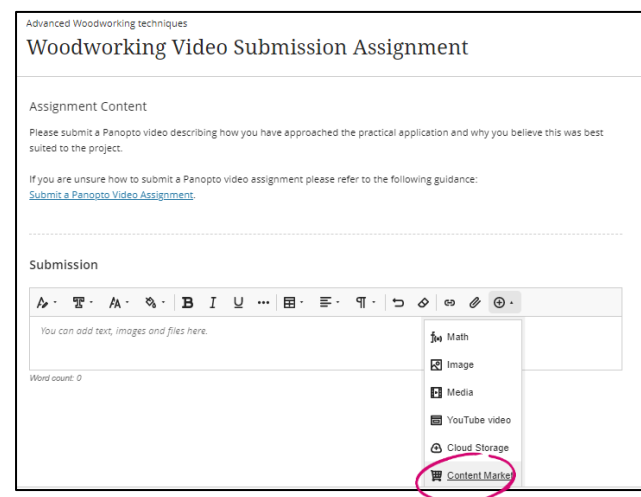 Advanced Woodworking techniques
Woodworking Video Submission Assignment
Assignment Content
Please submit a Panopto video describing how you have approached the practical application and why you believe this was best
suited to the project.
If you are unsure how to submit a Panopto video assignment please refer to the following guidance:
Submit a Panopto Video Assignment.
Submission
B I U
You can add text, images and files here.
Word count: 0
f(x) Math
Image
Media
YouTube video
Cloud Storage
Content Market